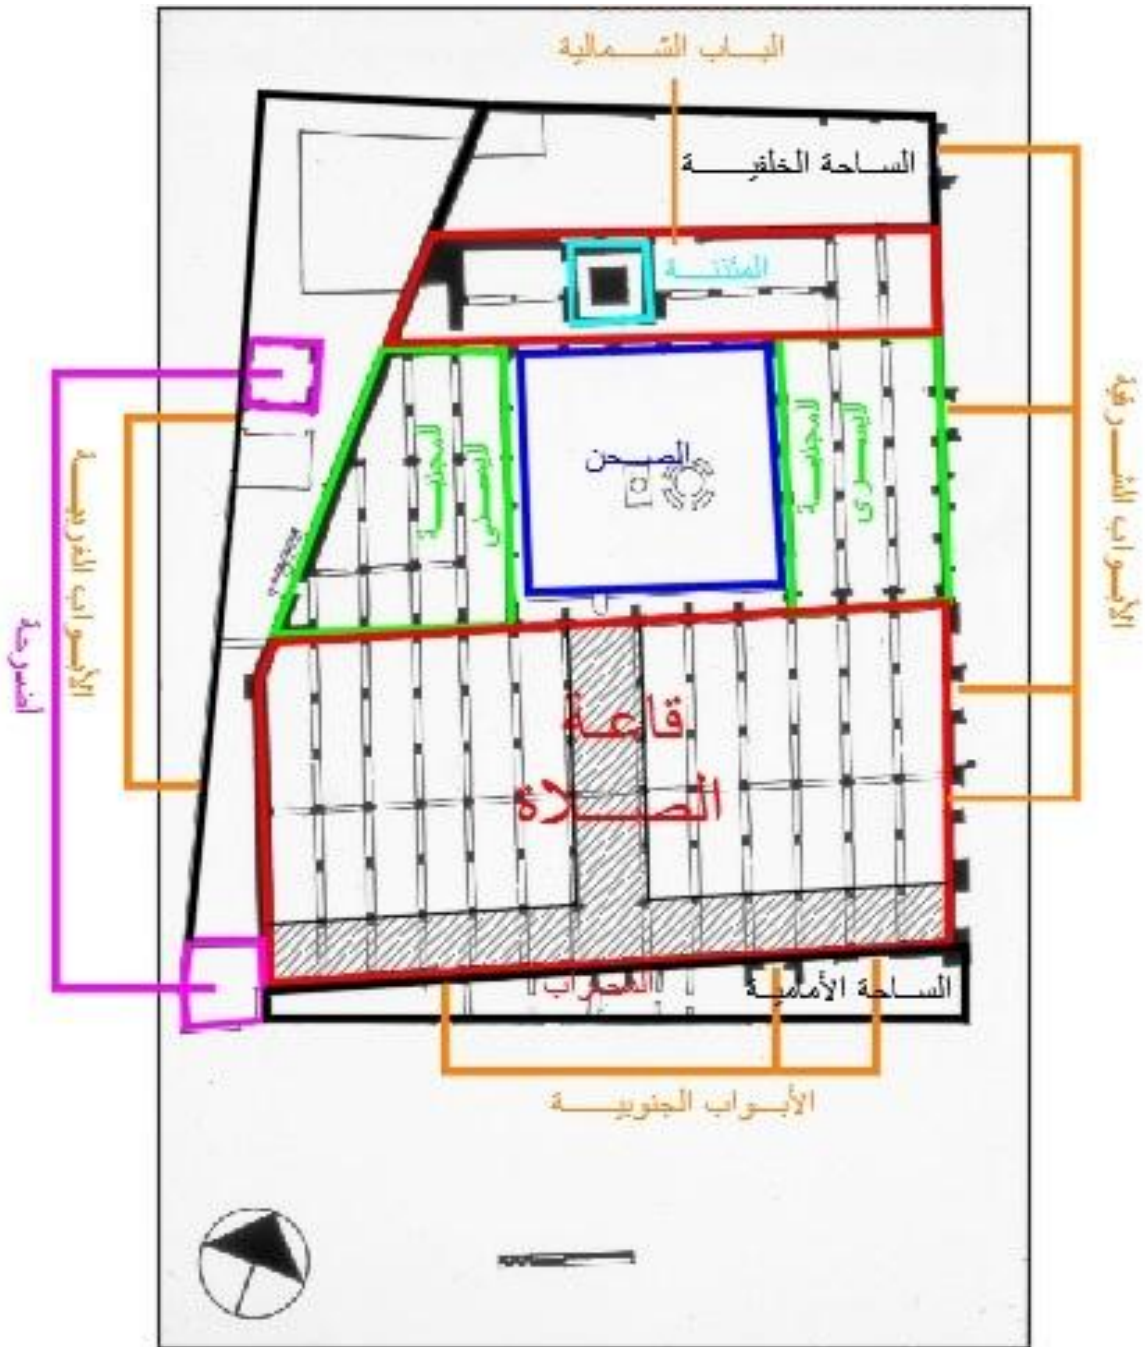 الباب الشمالية
الساحة الخلفية
المئذنة
الأبواب الشرقية
الصحن
المجنبة
اليسرى
المجنبة
الأبواب الغربية
أضرحة
قاعة
الصلاة
المحراب
الساحة الأمامية
الأبواب الجنوبية